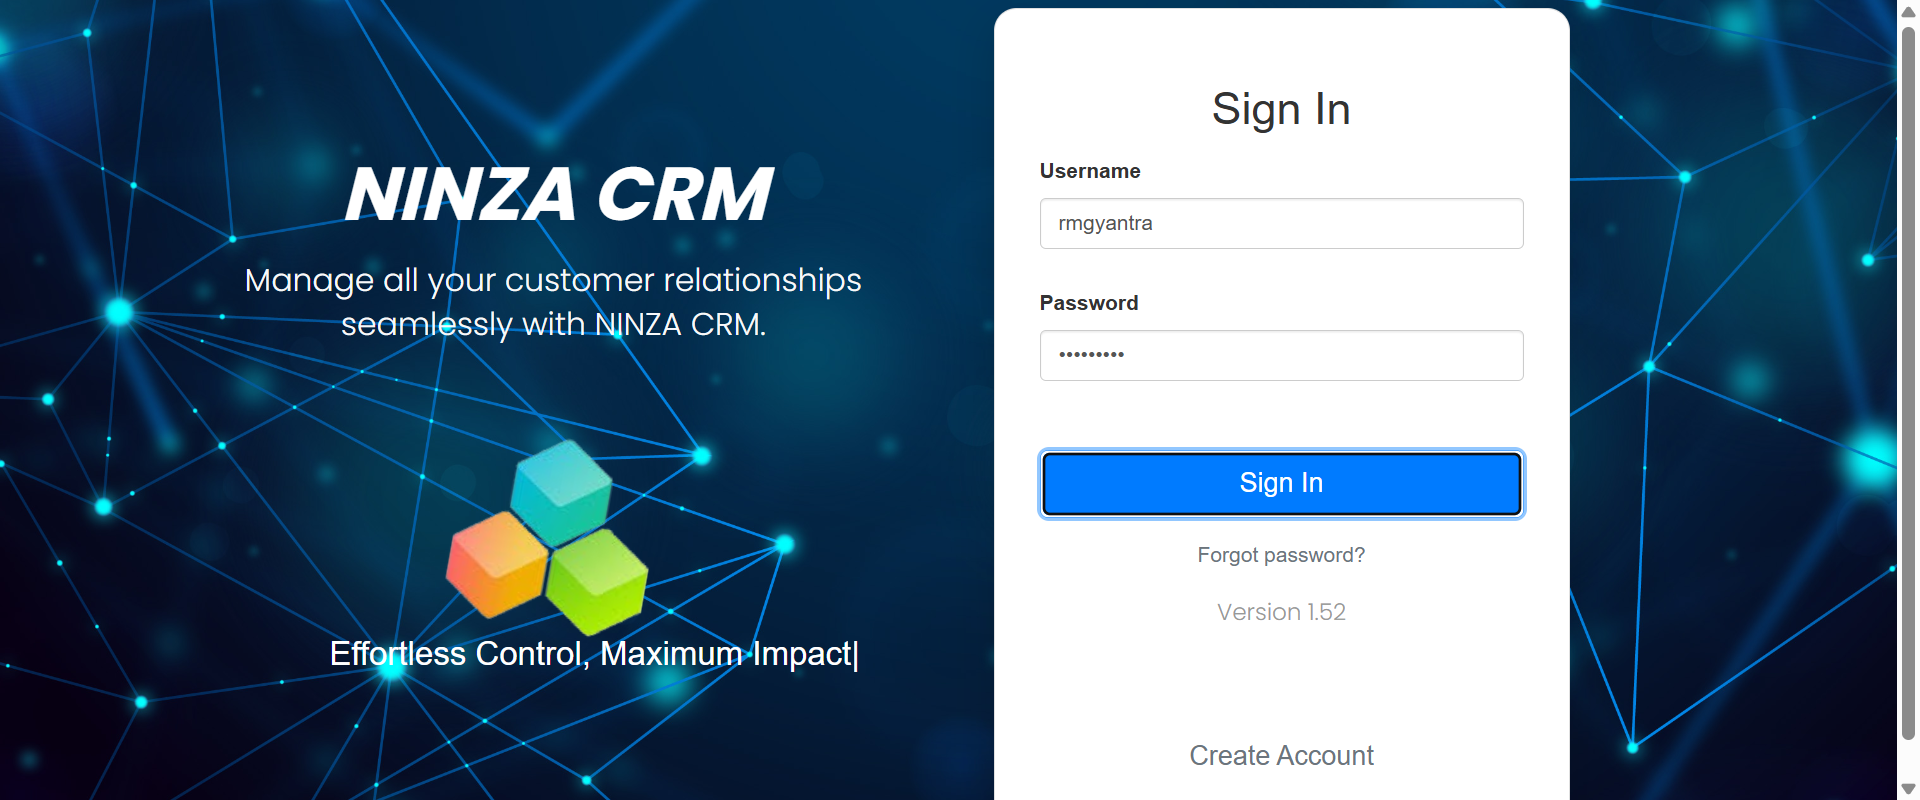 NINZA CRM
Manage all your customer relationships
seamlessly with NINZA CRM.
Effortless Control, Maximum Impact|
Sign In
Username
rmgyantra
Password
•••••••••
Sign In
Forgot password?
Version 1.52
Create Account